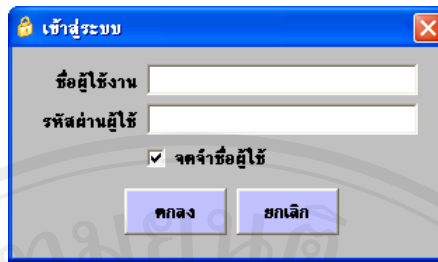 เข้าสู่ระบบ
ชื่อผู้ใช้งาน
รหัสผ่านผู้ใช้
จดจำชื่อผู้ใช้
ตกลง ยกเลิก